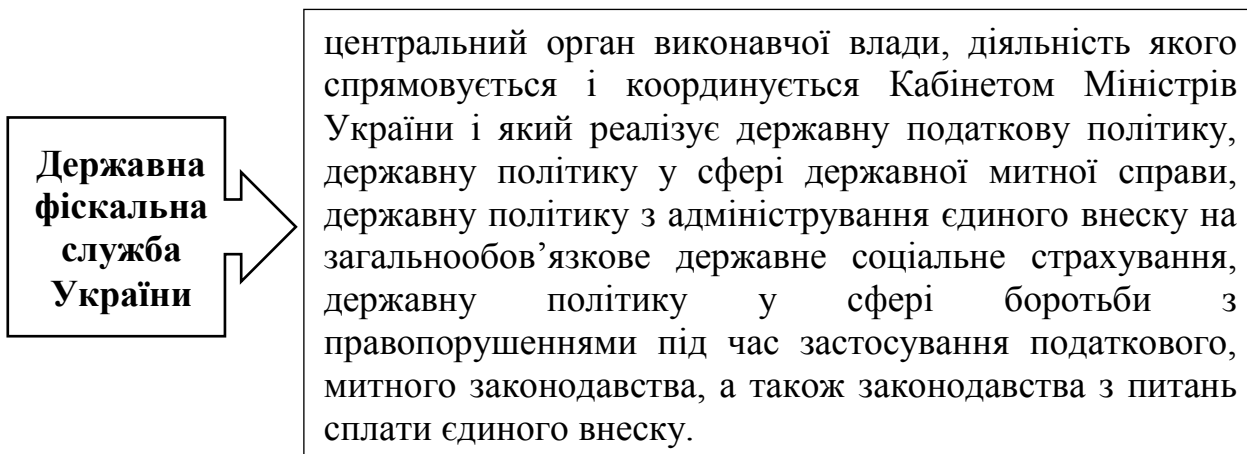 Державна
фіскальна
служба
України
центральний орган виконавчої влади, діяльність якого
спрямовується і координується Кабінетом Міністрів
України і який реалізує державну податкову політику,
державну політику у сфері державної митної справи,
державну політику з адміністрування єдиного внеску на
загальнообов’язкове державне соціальне страхування,
державну політику у сфері боротьби з
правопорушеннями під час застосування податкового,
митного законодавства, а також законодавства з питань
сплати єдиного внеску.